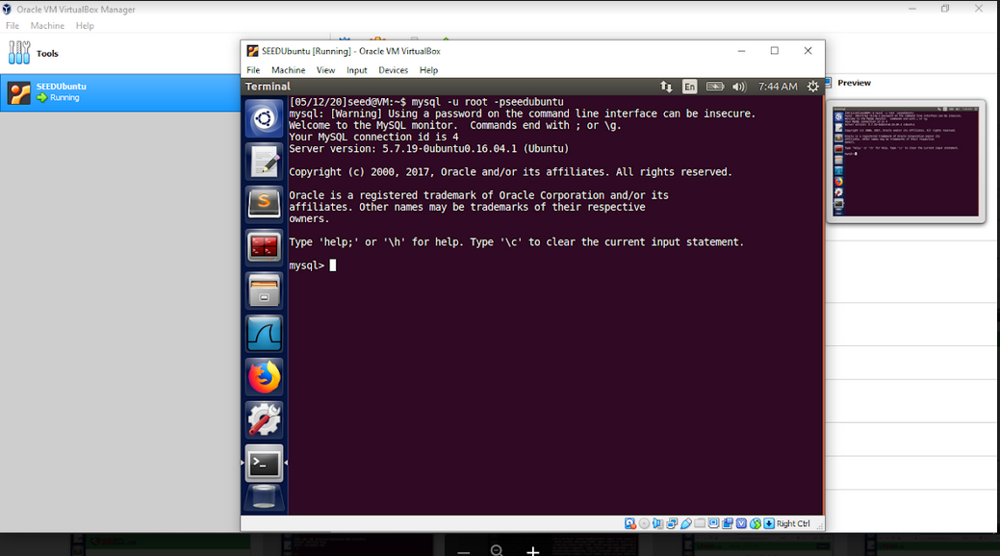 Oracle VM VirtualBox Manager
File Machine Help
Tools
SEEDUbuntu
Running
SEEDUbuntu [Running] - Oracle VM VirtualBox
File Machine View Input Devices Help
Terminal En 7:44 AM
[05/12/20]seed@VM:~$ mysql -u root -pseedubuntu
mysql: [Warning] Using a password on the command line interface can be insecure.
Welcome to the MySQL monitor.  Commands end with ; or \g.
Your MySQL connection id is 4
Server version: 5.7.19-0ubuntu0.16.04.1 (Ubuntu)
Copyright (c) 2000, 2017, Oracle and/or its affiliates. All rights reserved.
Oracle is a registered trademark of Oracle Corporation and/or its
affiliates. Other names may be trademarks of their respective
owners.
Type 'help;' or '\h' for help. Type '\c' to clear the current input statement.
mysql>
Right Ctrl
Preview